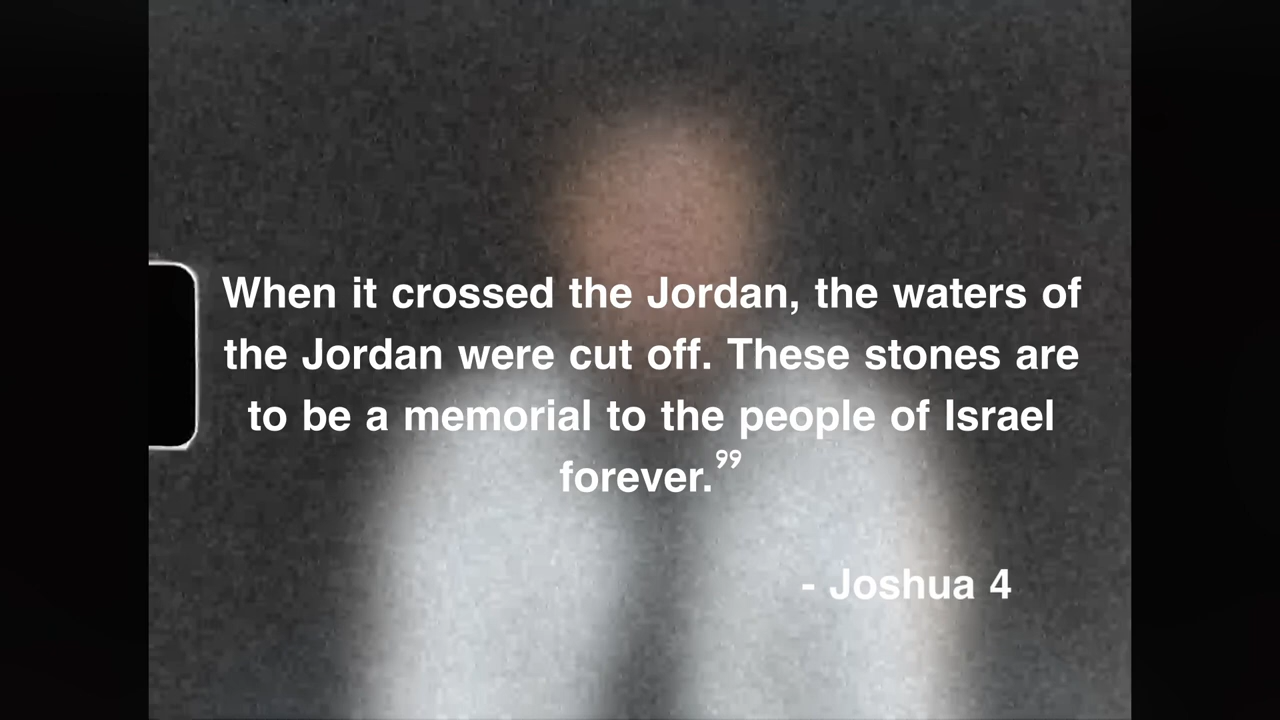 When it crossed the Jordan, the waters of
the Jordan were cut off. These stones are
to be a memorial to the people of Israel
forever.”
- Joshua 4